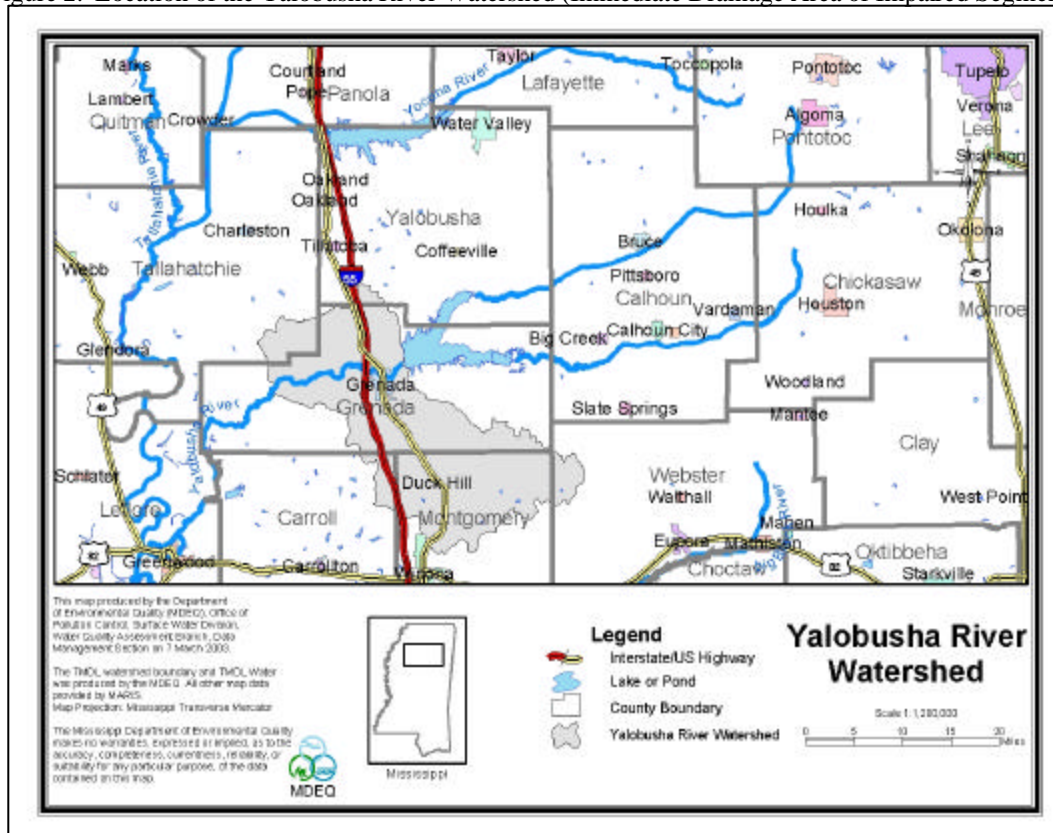 Location of the Yalobusha River Watershed (Immediate Drainage Area of Impaired
Marks
Courtland
Taylor
Toccopola
Pontotoc
Tupelo
Pope
Panola
Lafayette
Lambert
Quitman
Crowder
Yocona River
Water Valley
Algoma
Pontotoc
Verona
Lee
Shannon
Tallahatchie River
Oakland
Oakland
Charleston
Yalobusha
Coffeeville
Tillatoba
Houlka
Okolona
Bruce
Webb
Tallahatchie
55
Pittsboro
Calhoun
Vardaman
Chickasaw
Houston
45
Monroe
Big Creek
Calhoun City
Glendora
Grenada
Grenada
Woodland
49
River
Slate Springs
Mantee
Clay
Schlater
Duck Hill
Webster
Walthall
West Point
Leflore
Carroll
Montgomery
Maben
82
Greenwood
Carrollton
Winona
Eupora
Mathiston
River
Choctaw
82
Oktibbeha
Starkville
This map produced by the Department
of Environmental Quality (MDEQ), Office of
Pollution Control, Surface Water Division,
Water Quality Assessment Branch, Data
Management Section on 7 March 2003.
The TMDL watershed boundary and TMDL Water
was produced by the MDEQ. All other map data
provided by MARIS.
Map Projection: Mississippi Transverse Mercator
The Mississippi Department of Environmental Quality
makes no warranties, expressed or implied, as to the
accuracy, completeness, currentness, reliability, or
suitability for any particular purpose, of the data
contained on this map.
MDEQ
Mississippi
Legend
Interstate/US Highway
Lake or Pond
County Boundary
Yalobusha River Watershed
Yalobusha River
Watershed
Scale 1: 1,200,000
0 5 10 15 20
Miles